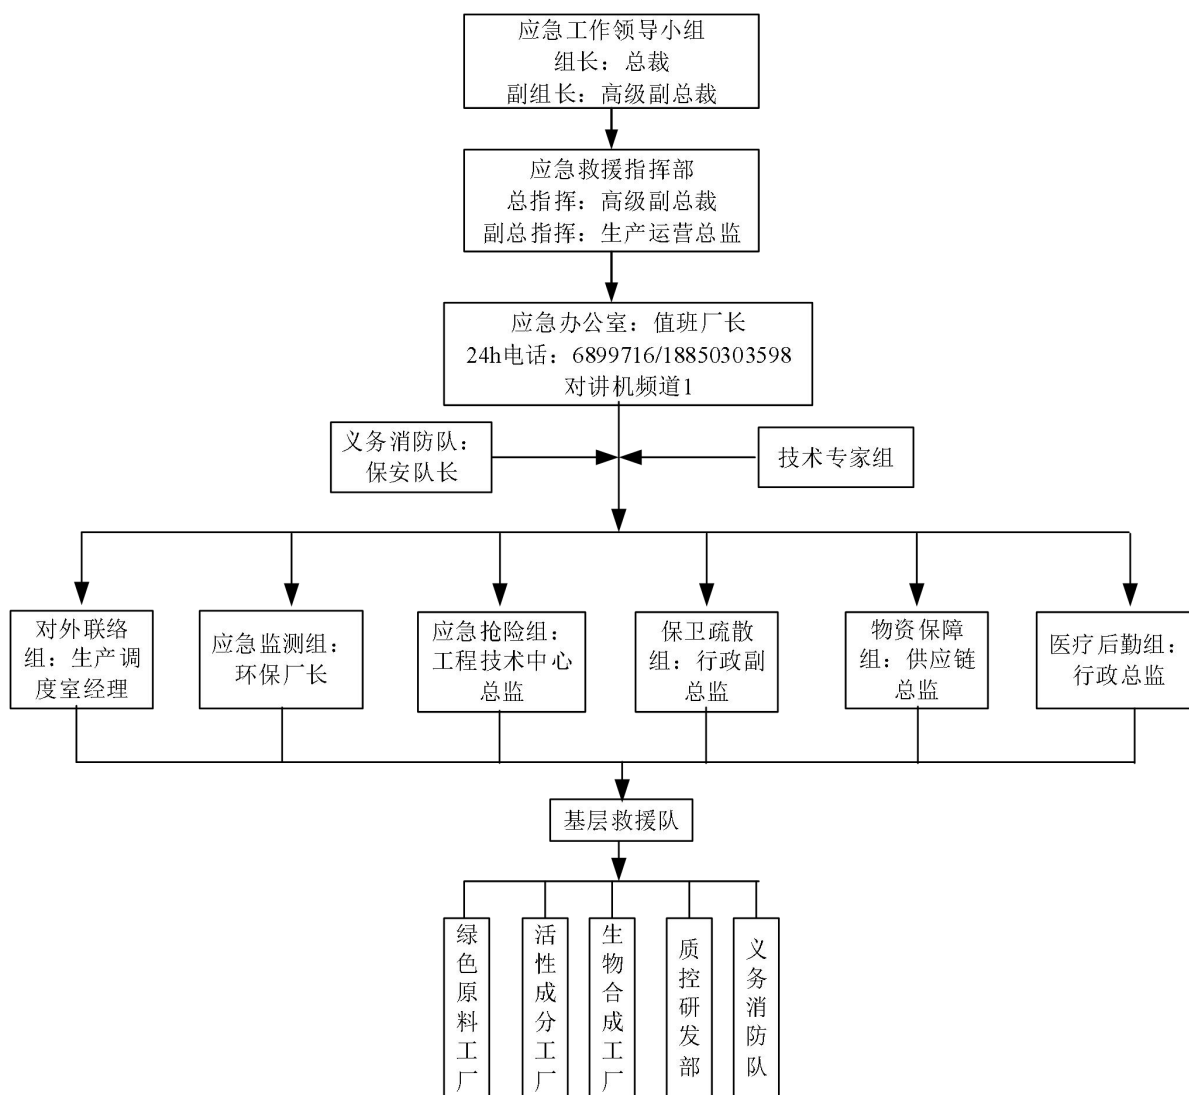 应急工作领导小组
组长：总裁
副组长：高级副总裁
应急救援指挥部
总指挥：高级副总裁
副总指挥：生产运营总监
应急办公室：值班厂长
24h电话：6899716/18850303598
对讲机频道1
义务消防队：
保安队长
技术专家组
对外联络
组：生产调
度室经理
应急监测组：
环保厂长
应急抢险组：
工程技术中心
总监
保卫疏散
组：行政副
总监
物资保障
组：供应链
总监
医疗后勤组：
行政总监
基层救援队
绿色原料工厂
活性成分工厂
生物合成工厂
质控研发部
义务消防队